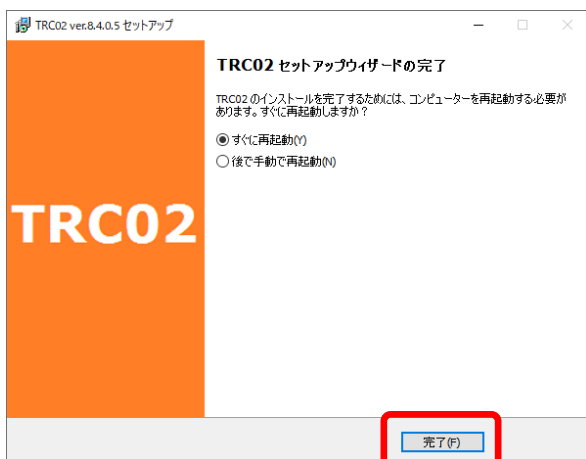 TRC02 ver.8.4.0.5 セットアップ
TRC02 セットアップウィザードの完了
TRC02 のインストールを完了するためには、コンピューターを再起動する必要が
あります。すぐに再起動しますか？
すぐに再起動(Y)
後で手動で再起動(N)
TRC02
完了(F)